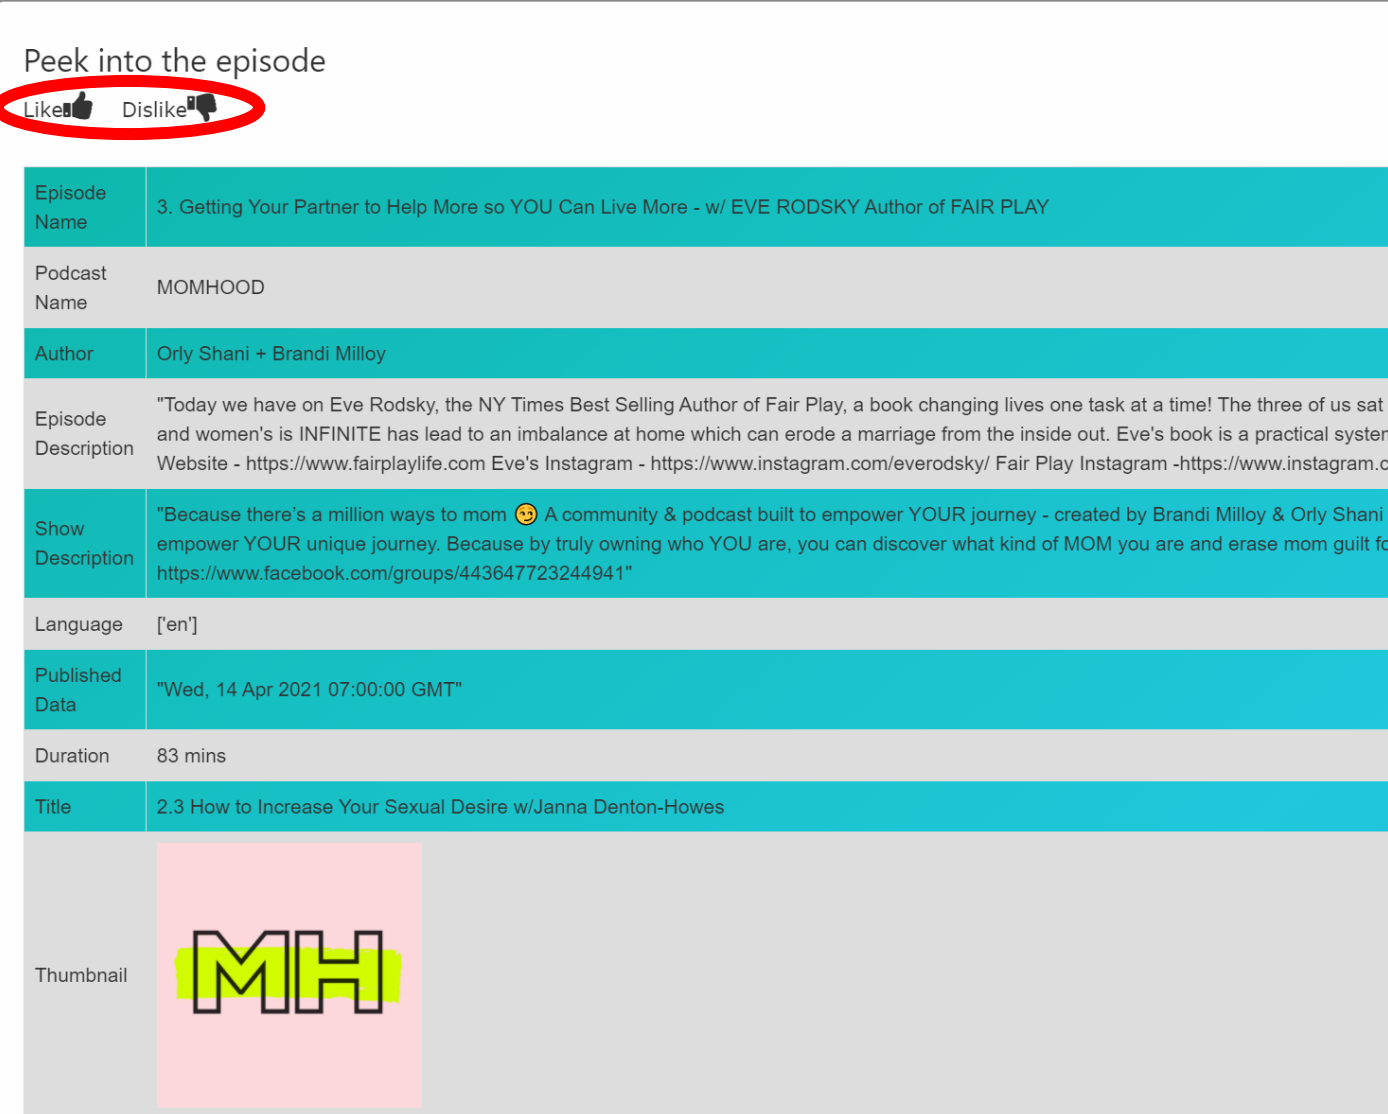 Peek into the episode
Like Dislike
Episode
Name
3. Getting Your Partner to Help More so YOU Can Live More - w/ EVE RODSKY Author of FAIR PLAY
Podcast
Name
MOMHOOD
Author
Orly Shani + Brandi Milloy
Episode
Description
"Today we have on Eve Rodsky, the NY Times Best Selling Author of Fair Play, a book changing lives one task at a time! The three of us sat
and women's is INFINITE has lead to an imbalance at home which can erode a marriage from the inside out. Eve's book is a practical
Website - https://www.fairplaylife.com Eve's Instagram - https://www.instagram.com/everodsky/ Fair Play Instagram -https://www.instagram.c
Show
Description
"Because there's a million ways to mom 😏 A community & podcast built to empower YOUR journey - created by Brandi Milloy & Orly Shani
empower YOUR unique journey. Because by truly owning who YOU are, you can discover what kind of MOM you are and erase mom guilt
https://www.facebook.com/groups/443647723244941"
Language
['en']
Published
Data
"Wed, 14 Apr 2021 07:00:00 GMT"
Duration
83 mins
Title
2.3 How to Increase Your Sexual Desire w/Janna Denton-Howes
Thumbnail
MH